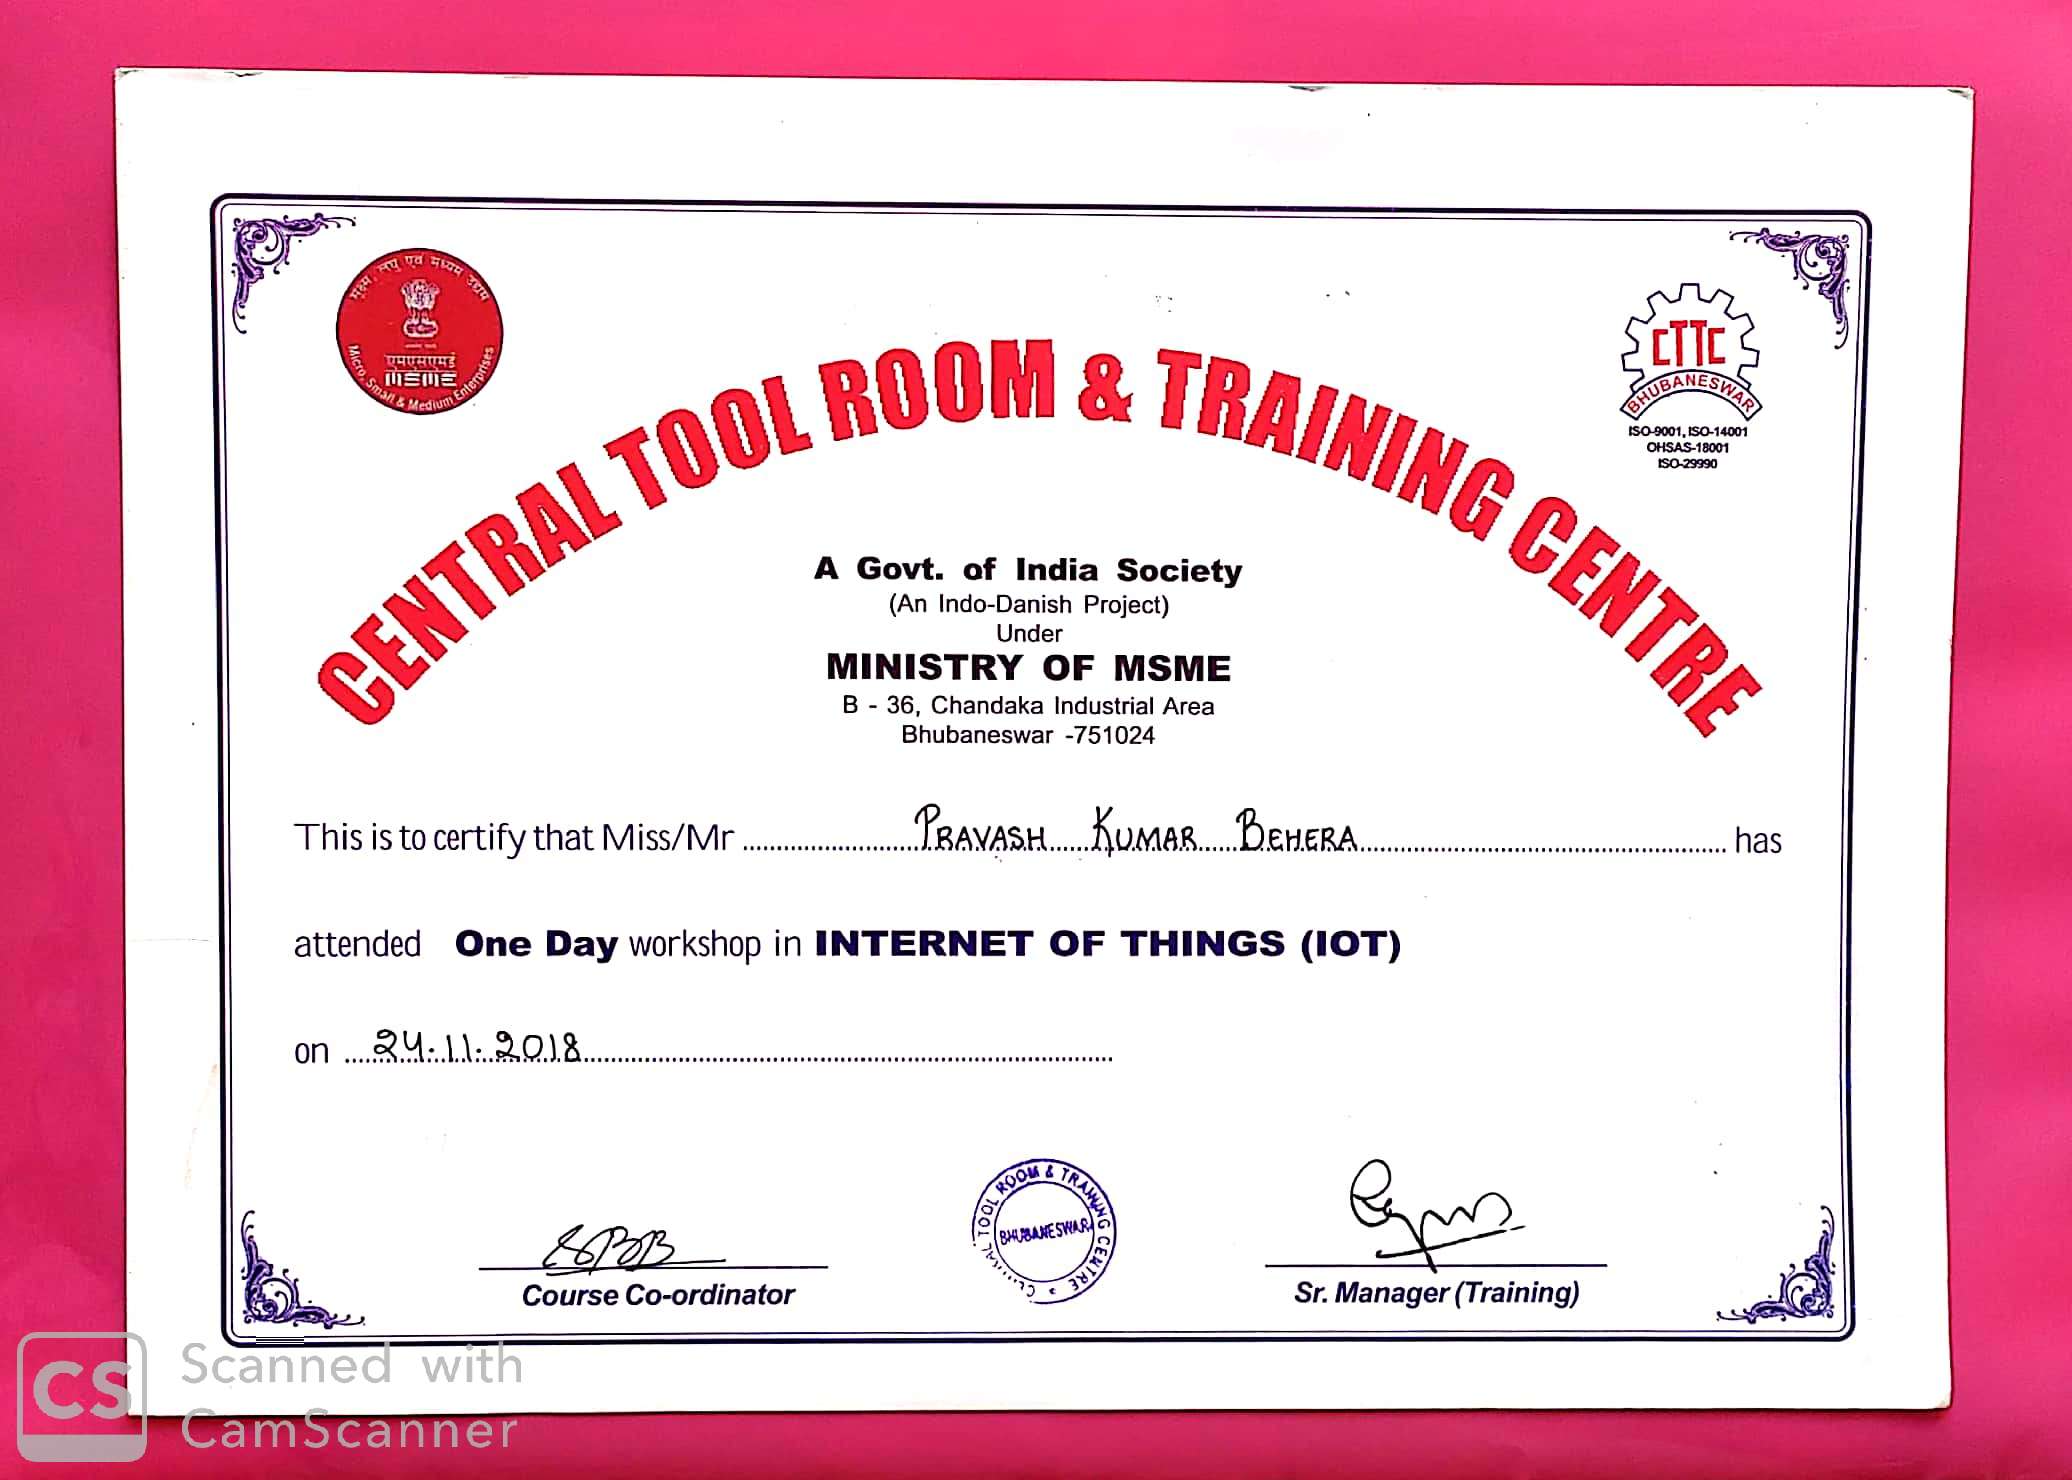 सूक्ष्म, लघु एवं मध्यम उद्यम
एमएसएमई
MSME
Micro, Small & Medium Enterprises
CTTC
BHUBANESWAR
ISO-9001, ISO-14001
OHSAS-18001
ISO-29990
CENTRAL TOOL ROOM & TRAINING CENTRE
A Govt. of India Society
(An Indo-Danish Project)
Under
MINISTRY OF MSME
B - 36, Chandaka Industrial Area
Bhubaneswar -751024
This is to certify that Miss/Mr PRAVASH KUMAR BEHERA has
attended One Day workshop in INTERNET OF THINGS (IOT)
on 24.11.2018
CENTRAL TOOL ROOM & TRAINING CENTRE
BHUBANESWAR
Course Co-ordinator
Sr. Manager (Training)
CS
Scanned with
CamScanner